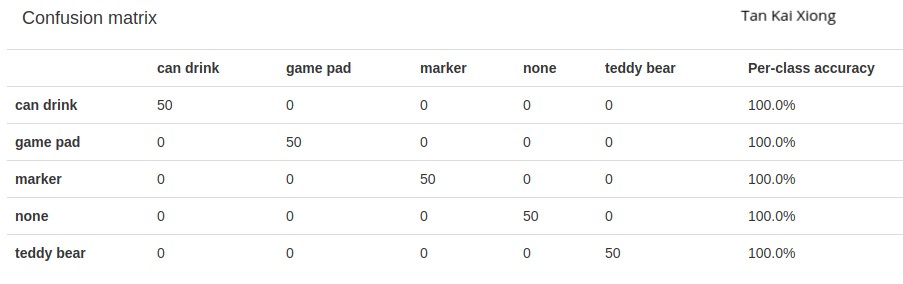 Confusion matrix Tan Kai Xiong
can drink game pad marker none teddy bear Per-class accuracy
can drink 50 0 0 0 0 100.0%
game pad 0 50 0 0 0 100.0%
marker 0 0 50 0 0 100.0%
none 0 0 0 50 0 100.0%
teddy bear 0 0 0 0 50 100.0%